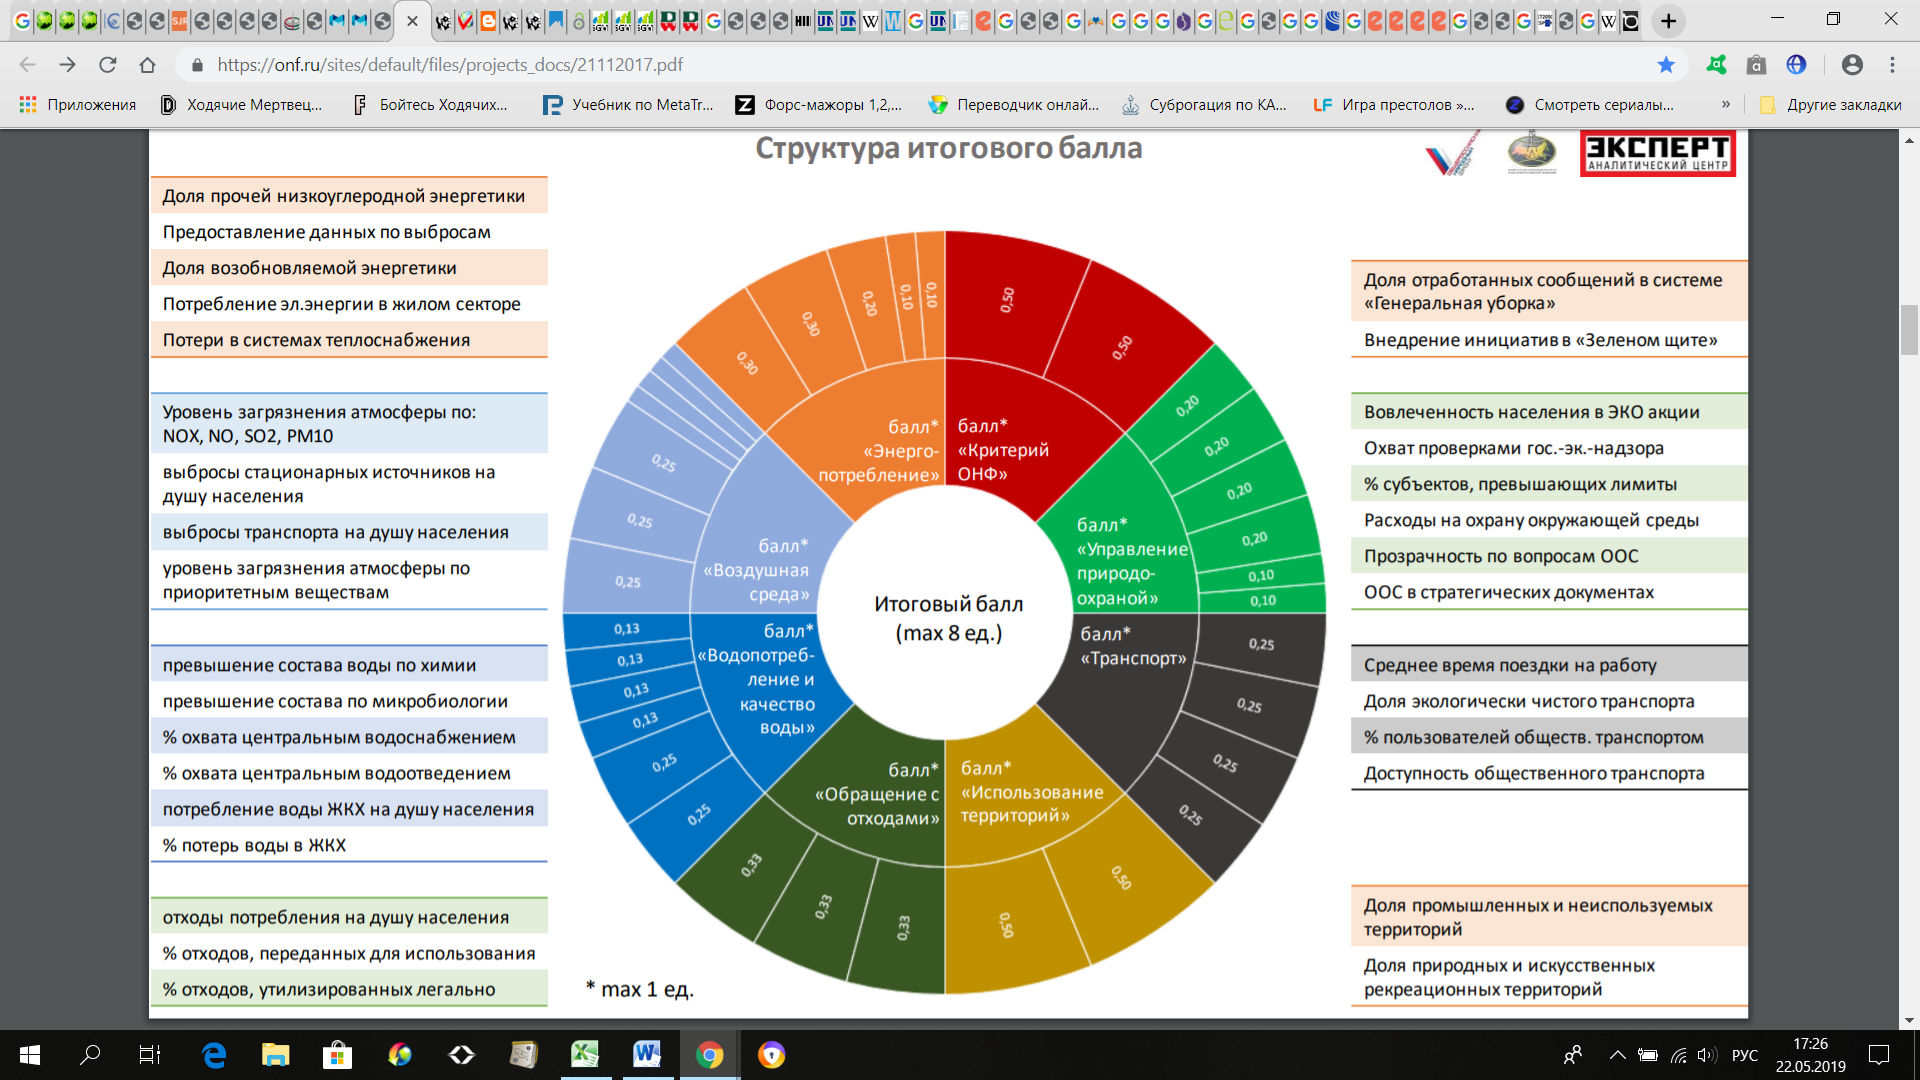 https://onf.ru/sites/default/files/projects_docs/21112017.pdf
Приложения
Ходячие Мертвец...
Бойтесь Ходячих...
Учебник по MetaTr...
Форс-мажоры 1,2,...
Переводчик онлай...
Суброгация по КА...
Игра престолов »...
Смотреть сериалы...
»
Другие закладки
Структура итогового балла
ЭКСПЕРТ
АНАЛИТИЧЕСКИЙ ЦЕНТР
Доля прочей низкоуглеродной энергетики
Предоставление данных по выбросам
Доля возобновляемой энергетики
Потребление эл.энергии в жилом секторе
Потери в системах теплоснабжения
Уровень загрязнения атмосферы по:
NOX, NO, SO2, PM10
выбросы стационарных источников на
душу населения
выбросы транспорта на душу населения
уровень загрязнения атмосферы по
приоритетным веществам
превышение состава воды по химии
превышение состава по микробиологии
% охвата центральным водоснабжением
% охвата центральным водоотведением
потребление воды ЖКХ на душу населения
% потерь воды в ЖКХ
отходы потребления на душу населения
% отходов, переданных для использования
% отходов, утилизированных легально
0,30
0,30
0,20
0,10
0,10
балл*
«Энерго-
потребление»
0,50
0,50
балл*
«Критерий
ОНФ»
0,20
0,20
0,20
0,20
0,10
0,10
балл*
«Управление
природо-
охраной»
0,25
0,25
0,25
балл*
«Воздушная
среда»
Итоговый балл
(max 8 ед.)
0,13
0,13
0,13
0,13
0,25
0,25
балл*
«Водопотреб-
ление и
качество
воды»
балл*
«Транспорт»
0,25
0,25
0,25
0,25
балл*
«Обращение с
отходами»
0,33
0,33
0,33
балл*
«Использование
территорий»
0,50
0,50
* max 1 ед.
Доля отработанных сообщений в системе
«Генеральная уборка»
Внедрение инициатив в «Зеленом щите»
Вовлеченность населения в ЭКО акции
Охват проверками гос.-эк.-надзора
% субъектов, превышающих лимиты
Расходы на охрану окружающей среды
Прозрачность по вопросам ООС
ООС в стратегических документах
Среднее время поездки на работу
Доля экологически чистого транспорта
% пользователей обществ. транспортом
Доступность общественного транспорта
Доля промышленных и неиспользуемых
территорий
Доля природных и искусственных
рекреационных территорий
РУС
17:26
22.05.2019